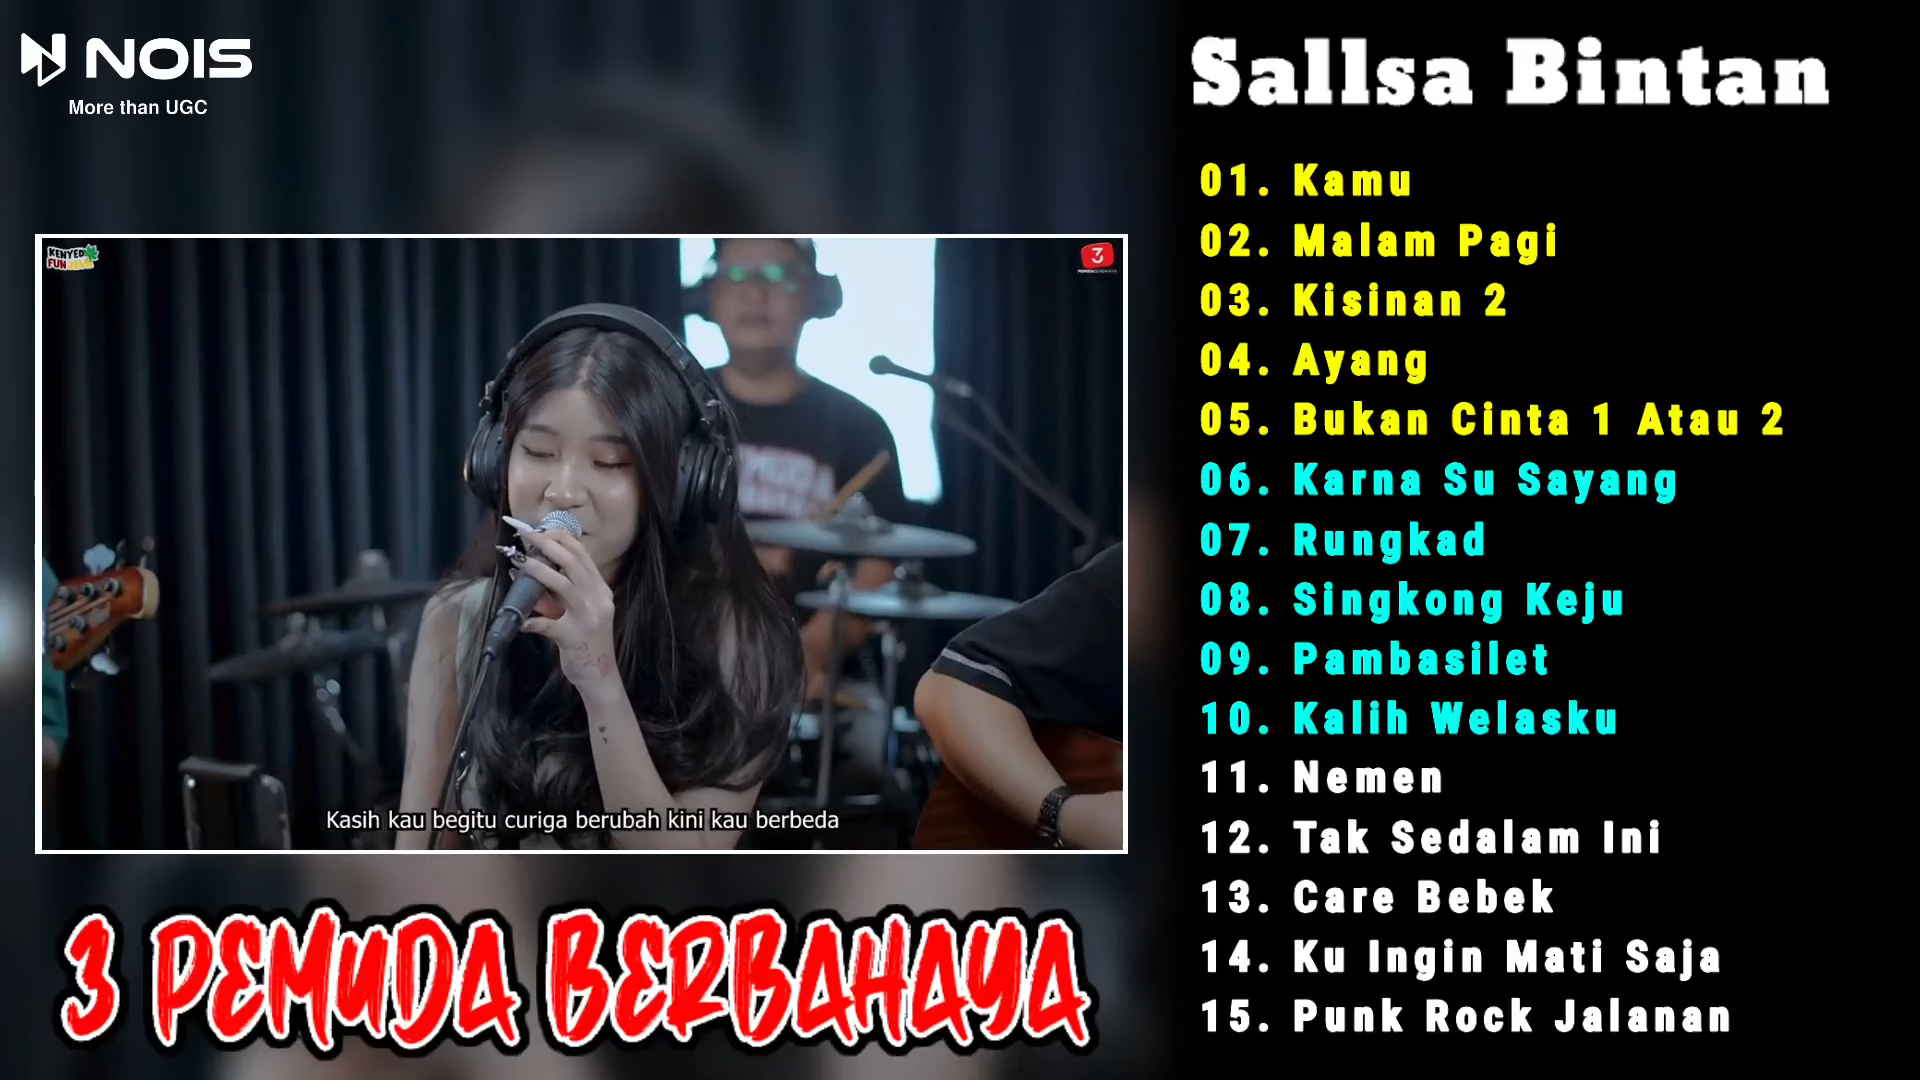 NOIS
More than UGC
Sallsa Bintan
01. Kamu
02. Malam Pagi
03. Kisinan 2
04. Ayang
05. Bukan Cinta 1 Atau 2
06. Karna Su Sayang
07. Rungkad
08. Singkong Keju
09. Pambasilet
10. Kalih Welasku
11. Nemen
12. Tak Sedalam Ini
13. Care Bebek
14. Ku Ingin Mati Saja
15. Punk Rock Jalanan
KENYED
FUN
3
Kasih kau begitu curiga berubah kini kau berbeda
3 PEMUDA BERBAHAYA